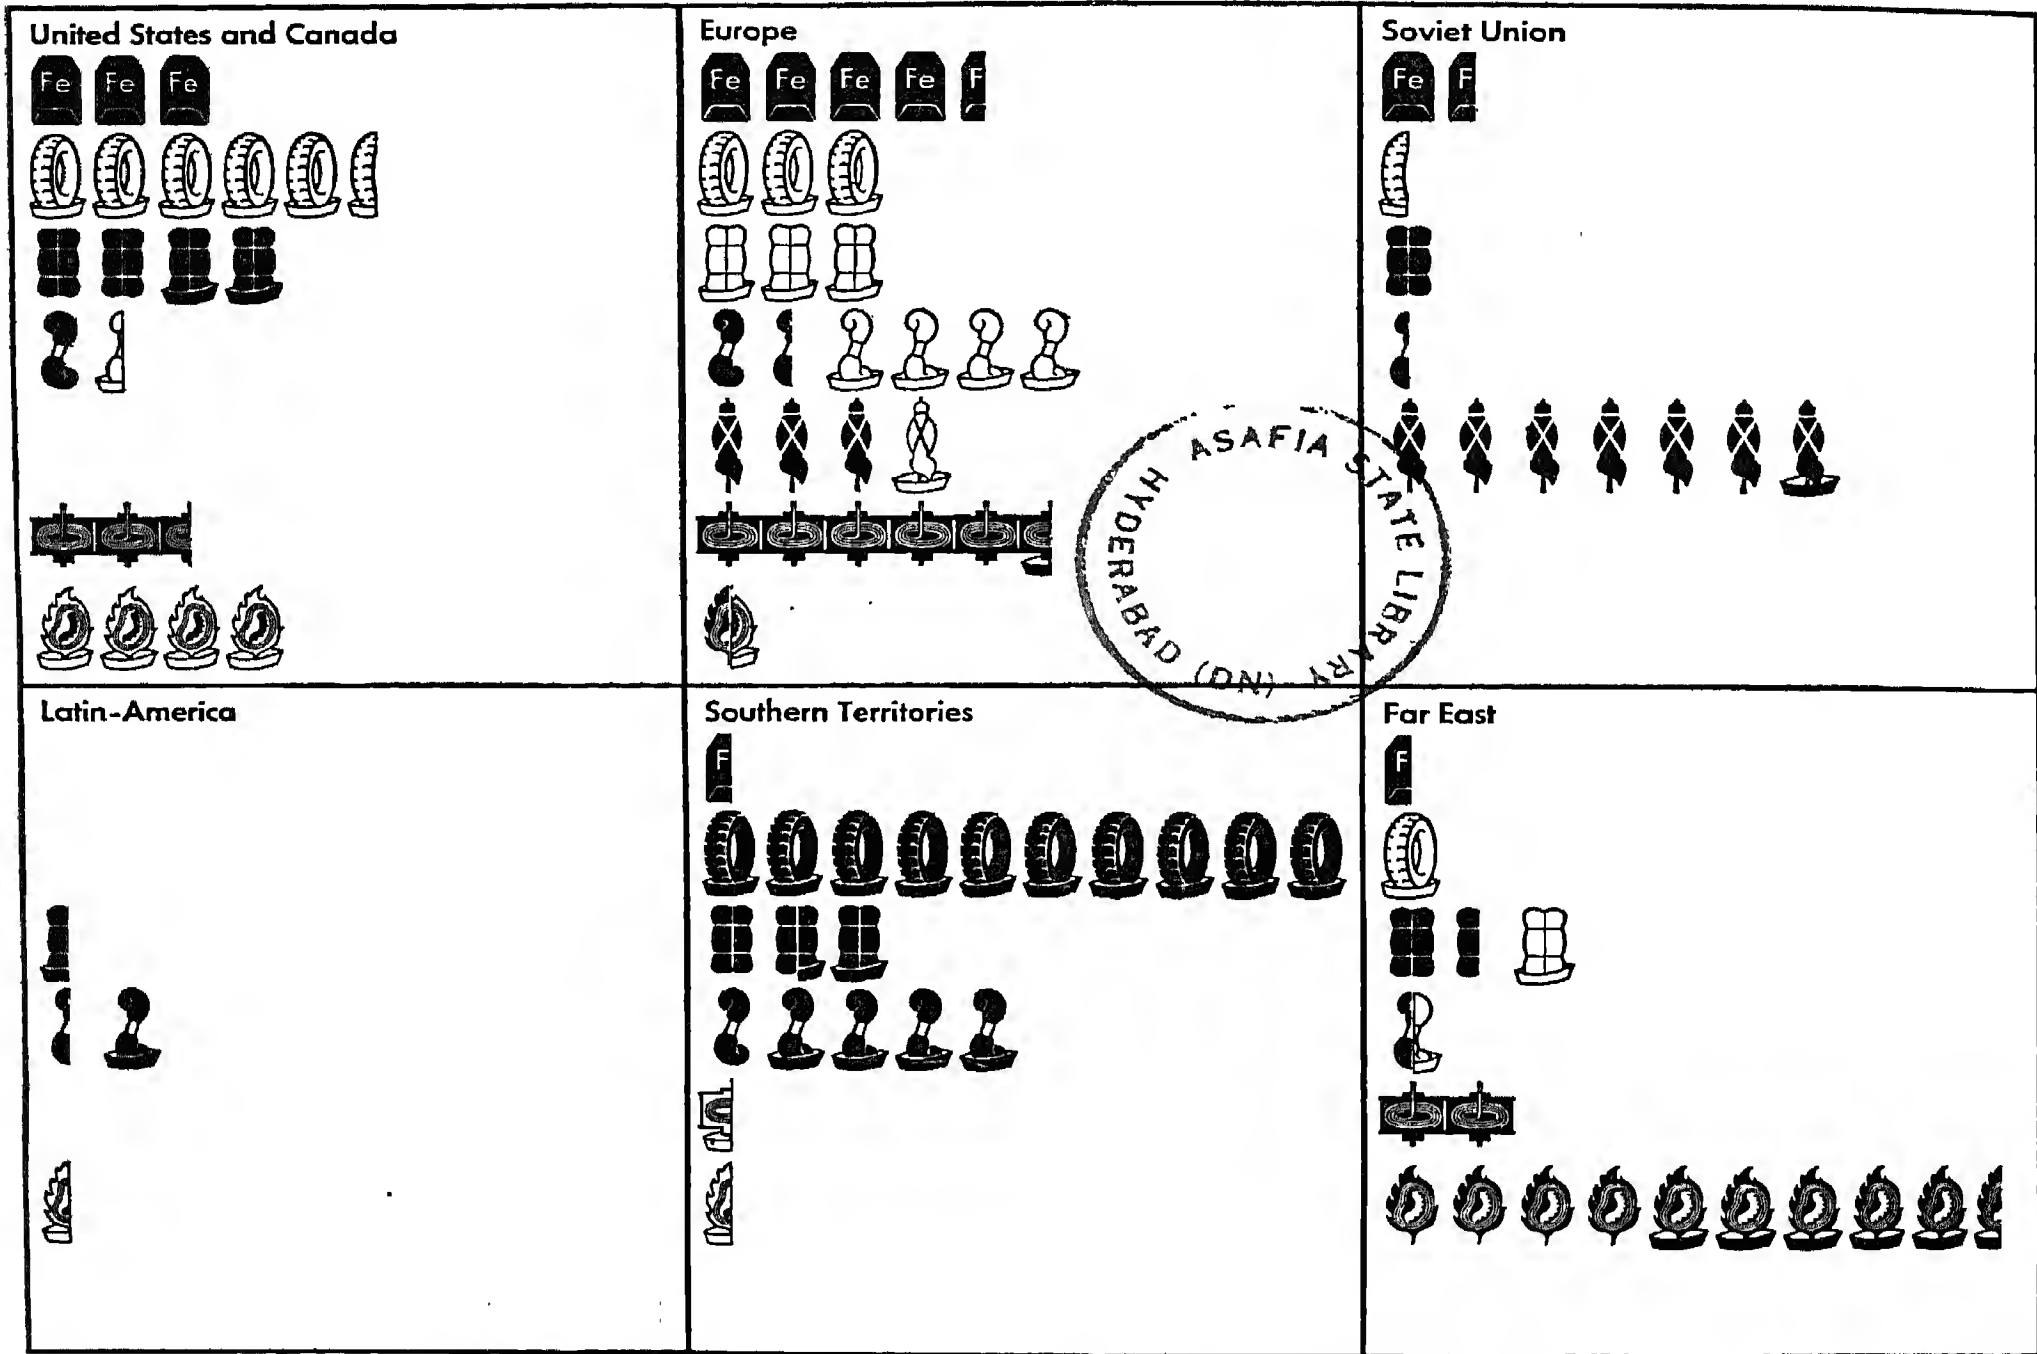 United States and Canada
Fe Fe Fe
Europe
Fe Fe Fe Fe F
Soviet Union
Fe F
HYDERABAD (DN) ASAFIA STATE LIBRARY
Latin-America
Southern Territories
F
Far East
F